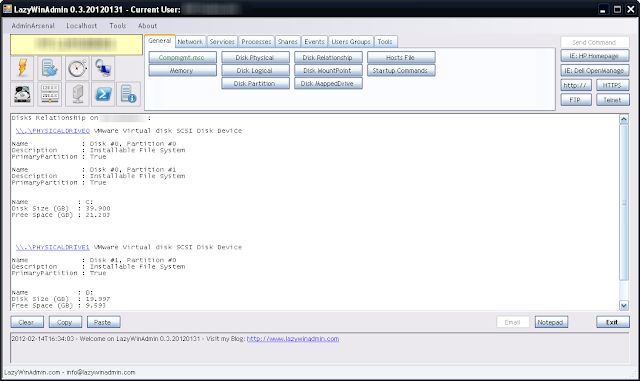 LazyWinAdmin 0.3.20120131 - Current User:
AdminArsenal Localhost Tools About
General Network Services Processes Shares Events Users Groups Tools
Send Command
Compmgmt.msc Disk Physical Disk Relationship Hosts File
IE: HP Homepage
Memory Disk Logical Disk MountPoint Startup Commands
IE: Dell OpenManage
Disk Partition Disk MappedDrive
http://. HTTPS
FTP Telnet
Disks Relationship on :
\\.\PHYSICALDRIVE0 VMware Virtual disk SCSI Disk Device
Name : Disk #0, Partition #0
Description : Installable File System
PrimaryPartition : True
Name : Disk #0, Partition #1
Description : Installable File System
PrimaryPartition : True
Name : C:
Disk Size (GB) : 39.900
Free Space (GB) : 21.203
\\.\PHYSICALDRIVE1 VMware Virtual disk SCSI Disk Device
Name : Disk #1, Partition #0
Description : Installable File System
PrimaryPartition : True
Name : D:
Disk Size (GB) : 19.997
Free Space (GB) : 9.593
Clear Copy Paste Email Notepad Exit
2012-02-14T16:34:03 - Welcome on LazyWinAdmin 0.3.20120131 - Visit my Blog: http://www.lazywinadmin.com
LazyWinAdmin.com - info@lazywinadmin.com